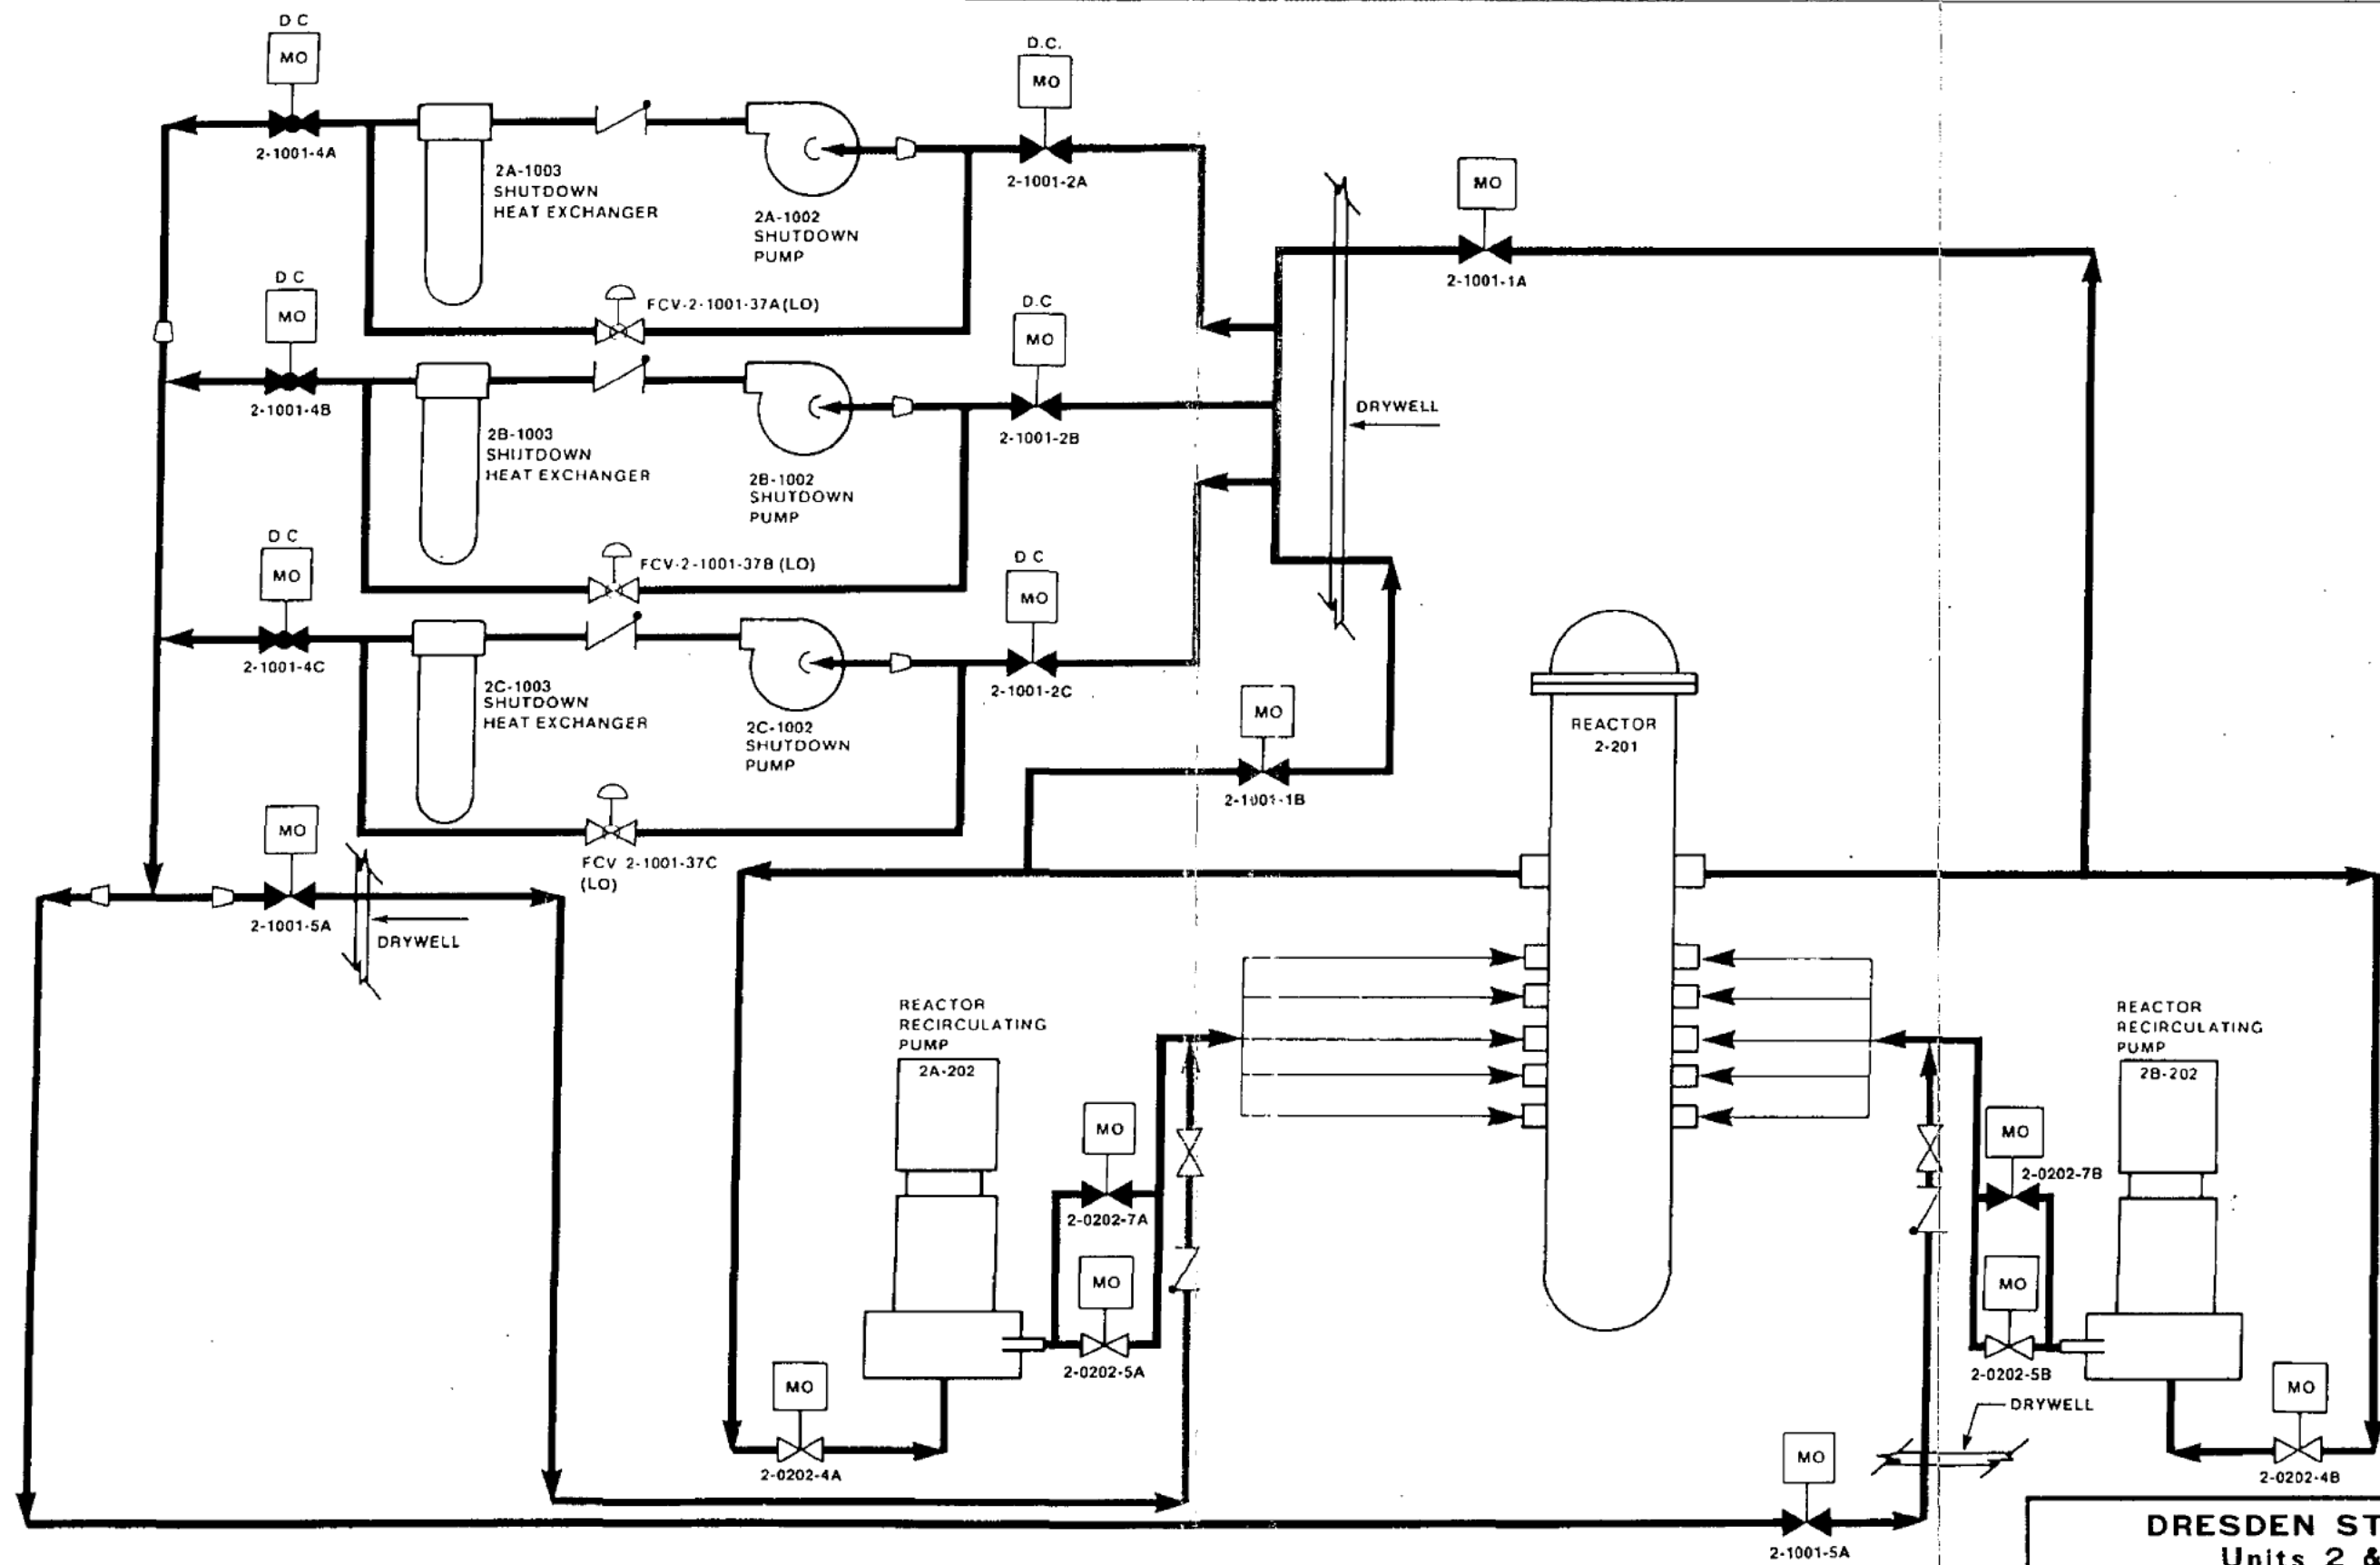 D C
MO
2-1001-4A
2A-1003
SHUTDOWN
HEAT EXCHANGER
2A-1002
SHUTDOWN
PUMP
D.C.
MO
2-1001-2A
MO
2-1001-1A
FCV-2-1001-37A(LO)
D C
MO
2-1001-4B
2B-1003
SHUTDOWN
HEAT EXCHANGER
2B-1002
SHUTDOWN
PUMP
D.C
MO
2-1001-2B
DRYWELL
FCV-2-1001-37B (LO)
D C
MO
2-1001-4C
2C-1003
SHUTDOWN
HEAT EXCHANGER
2C-1002
SHUTDOWN
PUMP
D C
MO
2-1001-2C
MO
2-1001-1B
REACTOR
2-201
FCV 2-1001-37C
(LO)
MO
2-1001-5A
DRYWELL
REACTOR
RECIRCULATING
PUMP
2A-202
MO
2-0202-7A
MO
2-0202-5A
MO
2-0202-4A
REACTOR
RECIRCULATING
PUMP
2B-202
MO
2-0202-7B
MO
2-0202-5B
DRYWELL
MO
2-0202-4B
MO
2-1001-5A
DRESDEN ST
Units 2 &